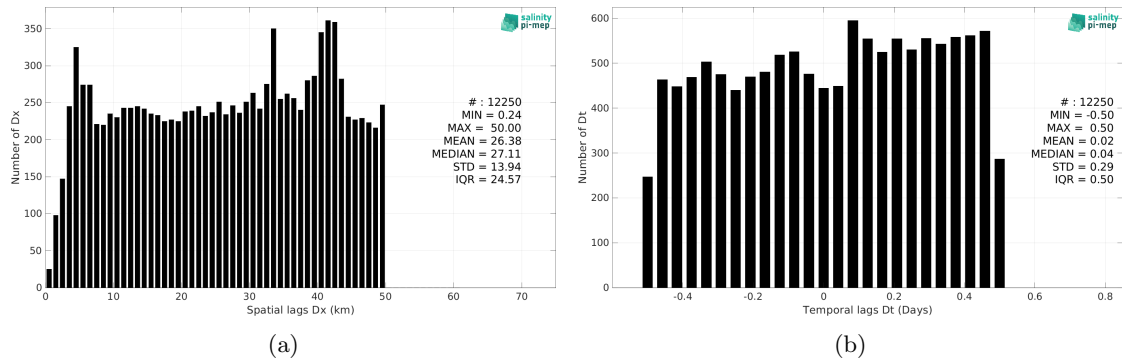 350
300
250
200
150
100
50
0
0 10 20 30 40 50 60 70
Number of Dx
Spatial lags Dx (km)
salinity
pi-mep
# : 12250
MIN = 0.24
MAX = 50.00
MEAN = 26.38
MEDIAN = 27.11
STD = 13.94
IQR = 24.57
(a)
600
500
400
300
200
100
0
-0.4 -0.2 0 0.2 0.4 0.6 0.8
Number of Dt
Temporal lags Dt (Days)
salinity
pi-mep
# : 12250
MIN = -0.50
MAX = 0.50
MEAN = 0.02
MEDIAN = 0.04
STD = 0.29
IQR = 0.50
(b)